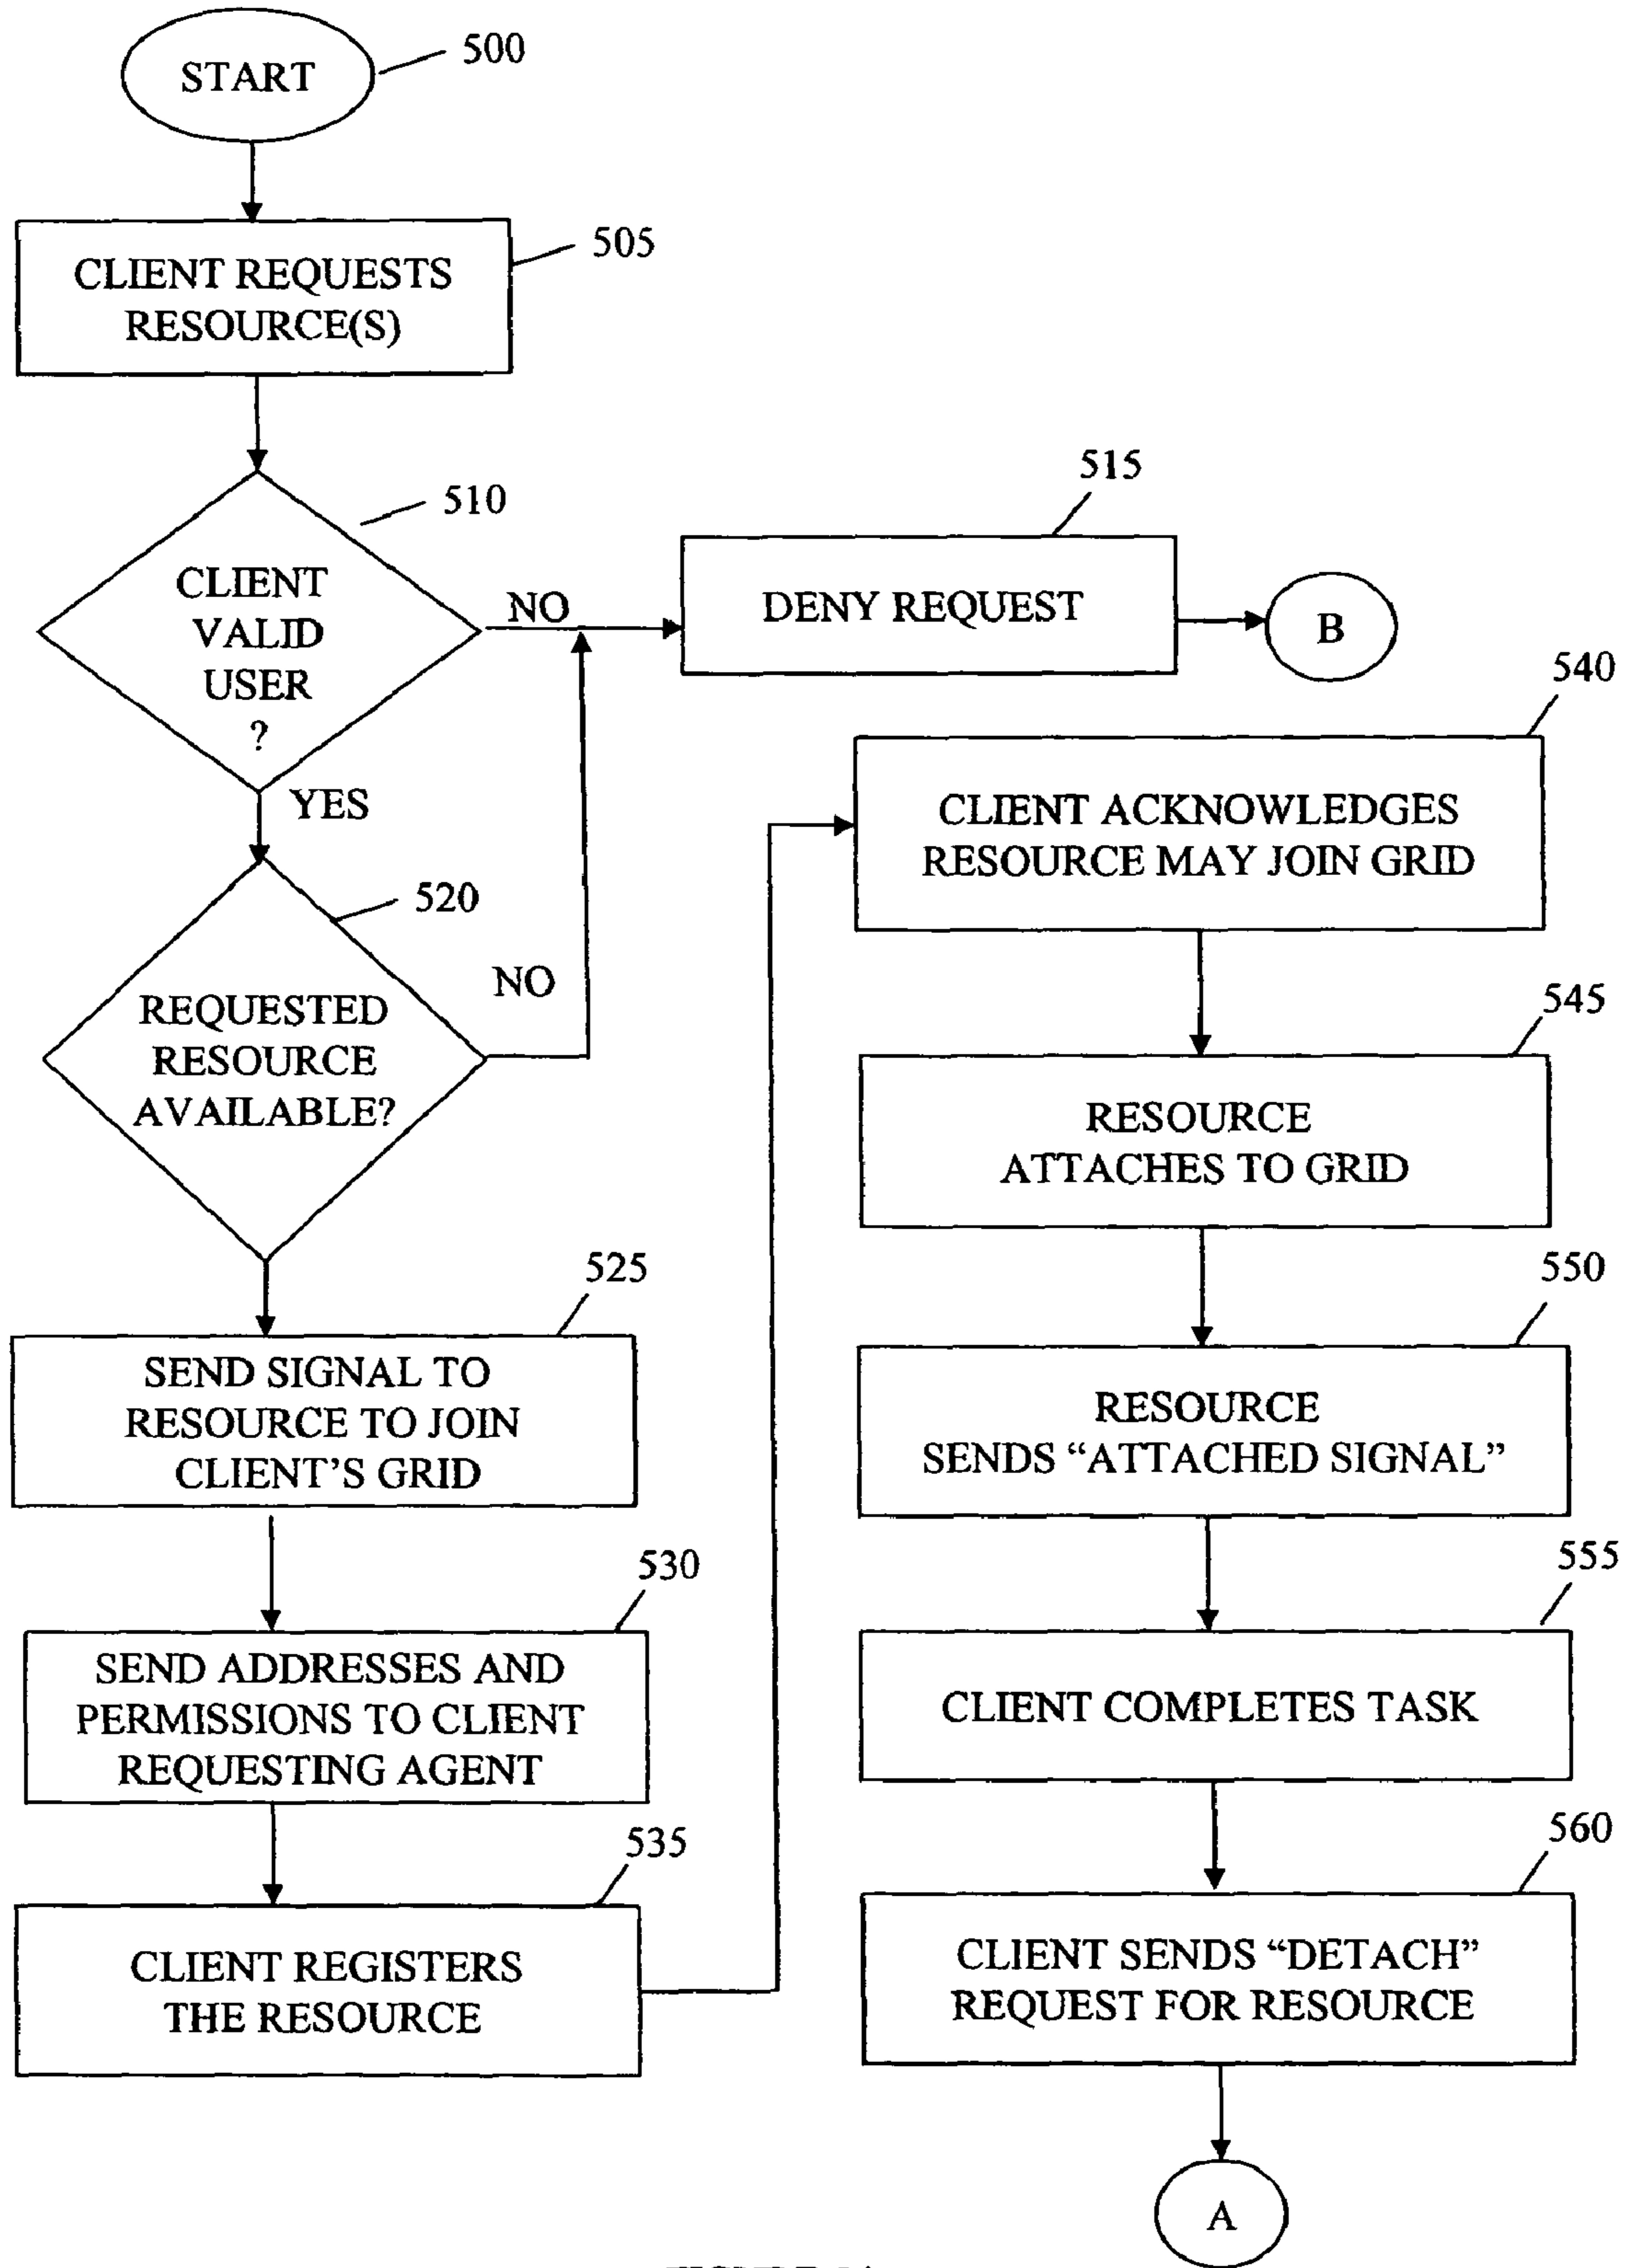 START
500
CLIENT REQUESTS
RESOURCE(S)
505
CLIENT
VALID
USER
?
510
NO
YES
DENY REQUEST
515
B
REQUESTED
RESOURCE
AVAILABLE?
520
NO
SEND SIGNAL TO
RESOURCE TO JOIN
CLIENT'S GRID
525
SEND ADDRESSES AND
PERMISSIONS TO CLIENT
REQUESTING AGENT
530
CLIENT REGISTERS
THE RESOURCE
535
CLIENT ACKNOWLEDGES
RESOURCE MAY JOIN GRID
540
RESOURCE
ATTACHES TO GRID
545
RESOURCE
SENDS “ATTACHED SIGNAL”
550
CLIENT COMPLETES TASK
555
CLIENT SENDS “DETACH”
REQUEST FOR RESOURCE
560
A